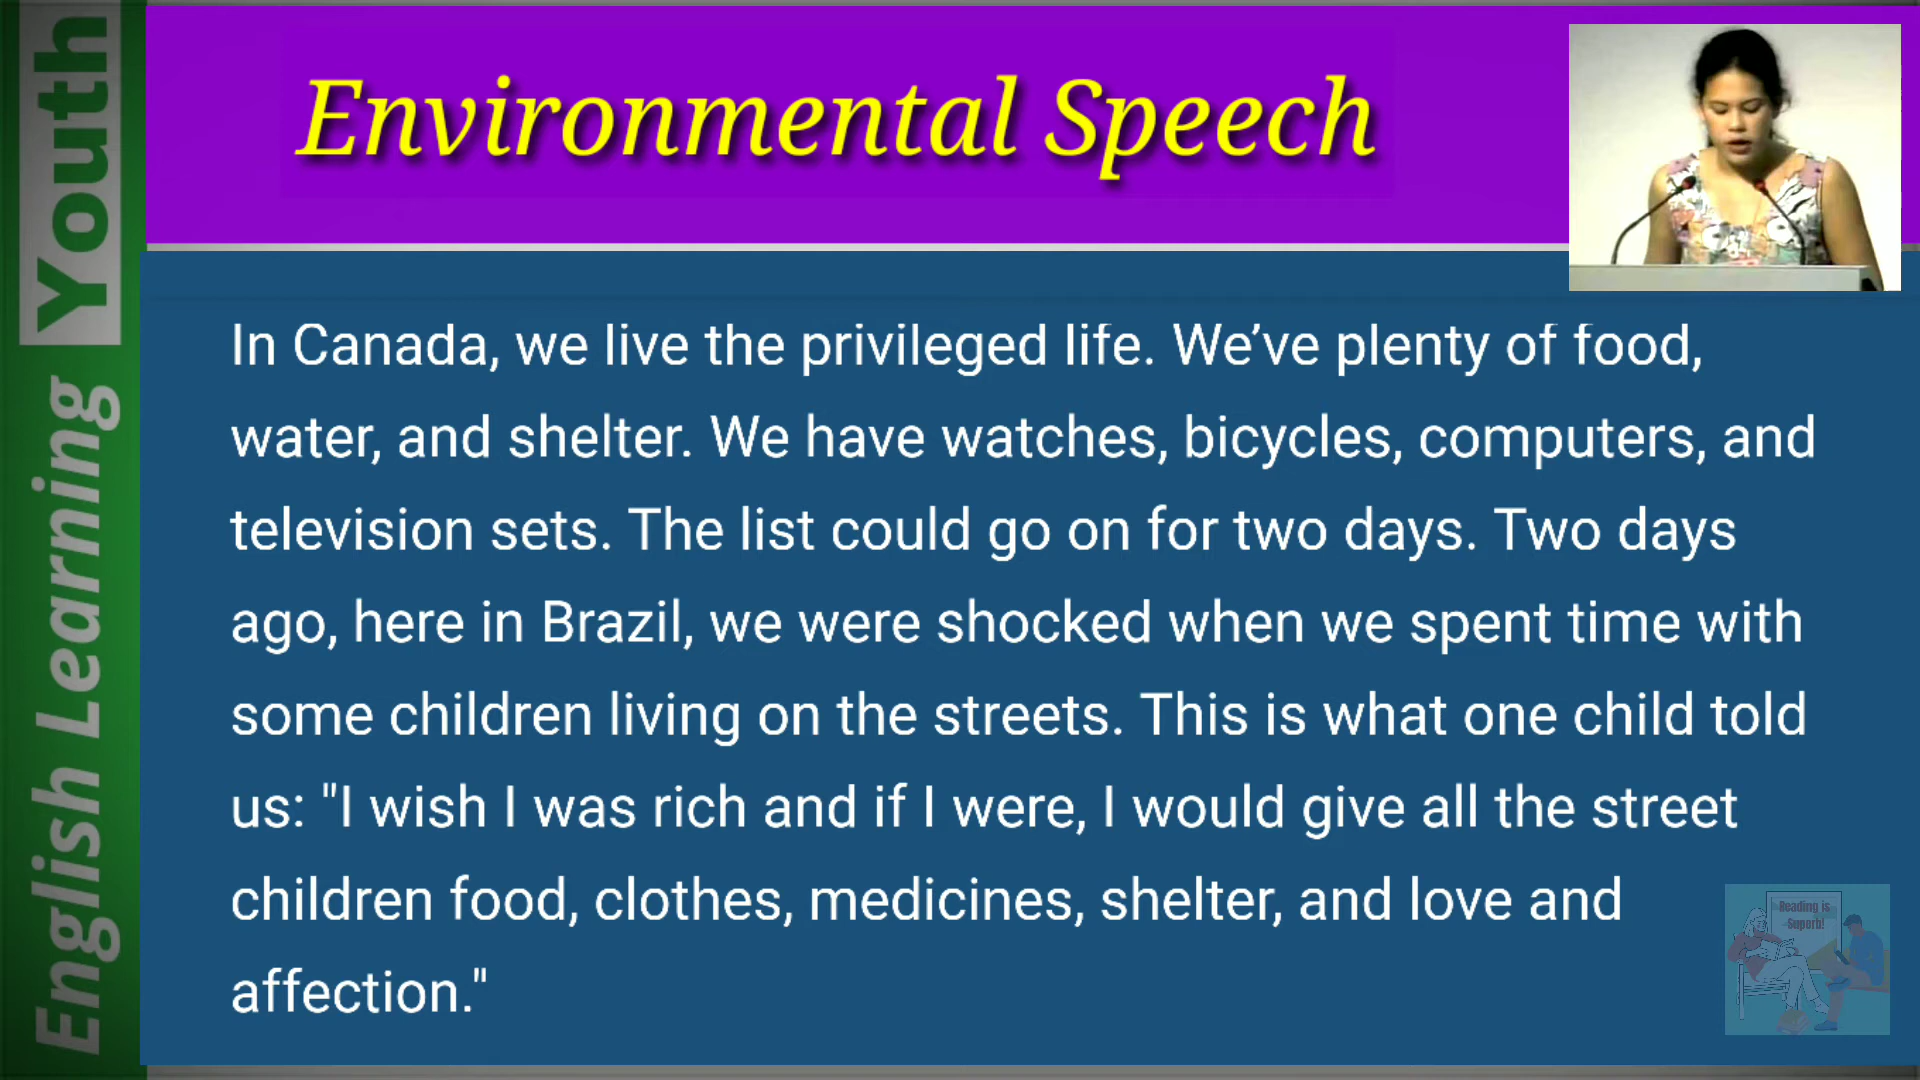 English Learning Youth
Environmental Speech
In Canada, we live the privileged life. We’ve plenty of food,
water, and shelter. We have watches, bicycles, computers, and
television sets. The list could go on for two days. Two days
ago, here in Brazil, we were shocked when we spent time with
some children living on the streets. This is what one child told
us: "I wish I was rich and if I were, I would give all the street
children food, clothes, medicines, shelter, and love and
affection."
Reading is
Superb!